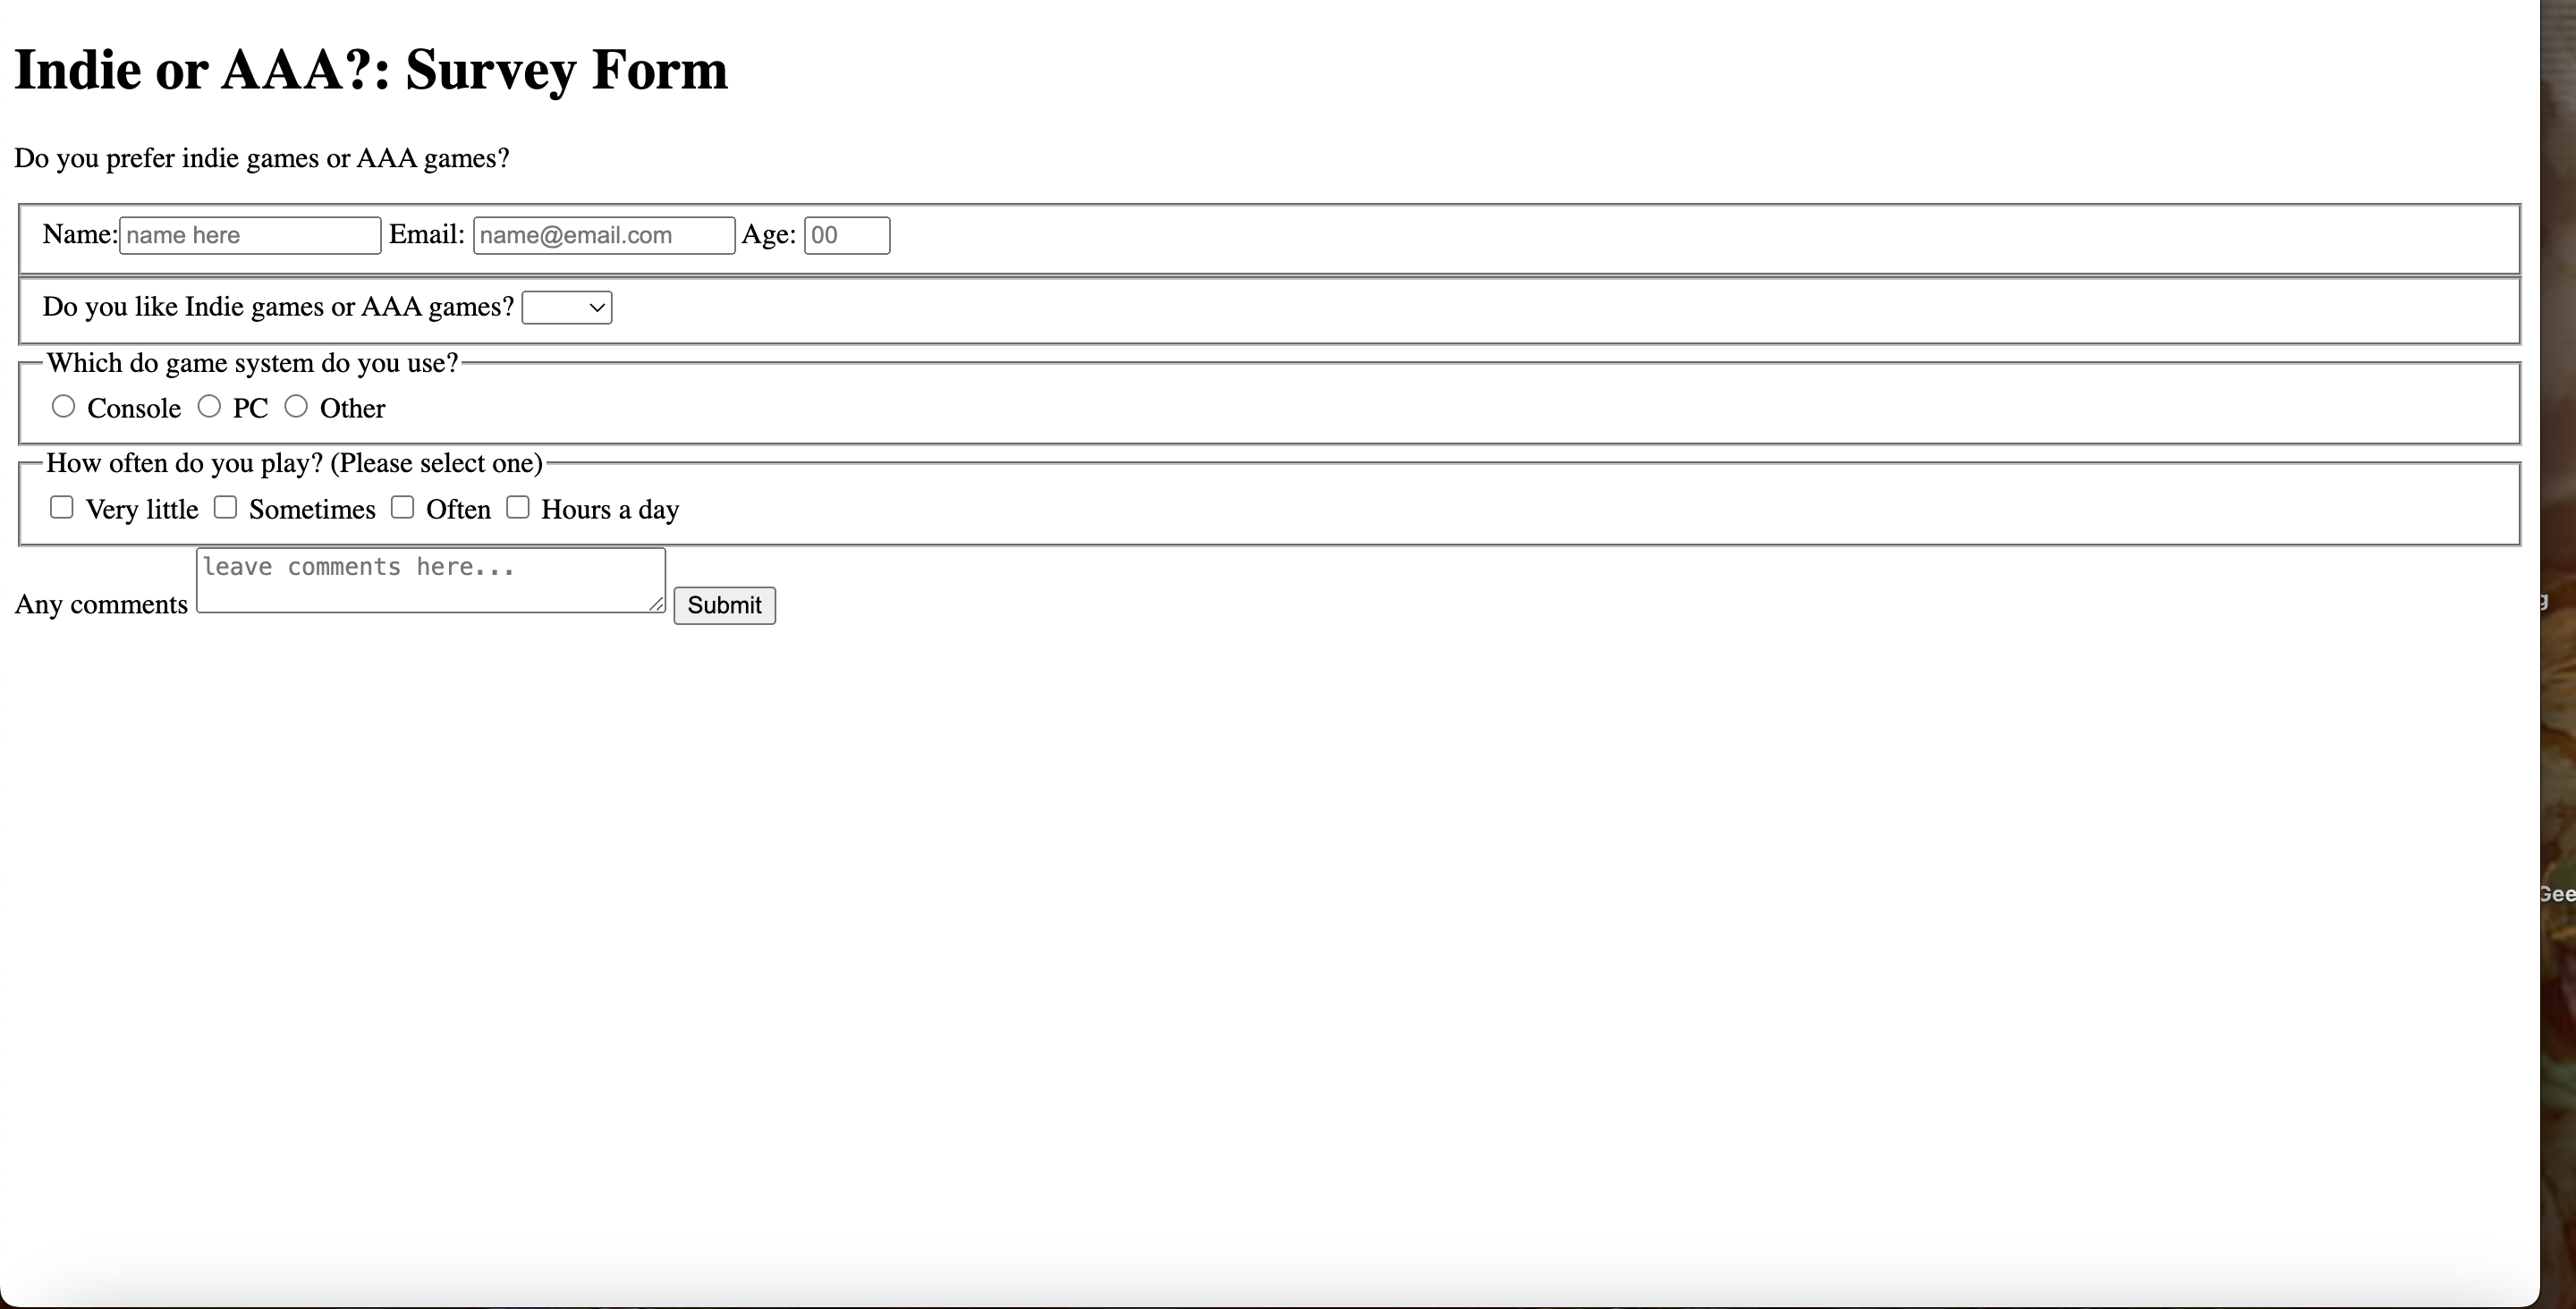 Indie or AAA?: Survey Form
Do you prefer indie games or AAA games?
Name: name here Email: name@email.com Age: 00
Do you like Indie games or AAA games?
Which do game system do you use?
Console PC Other
How often do you play? (Please select one)
Very little Sometimes Often Hours a day
leave comments here...
Any comments Submit
g
Gee